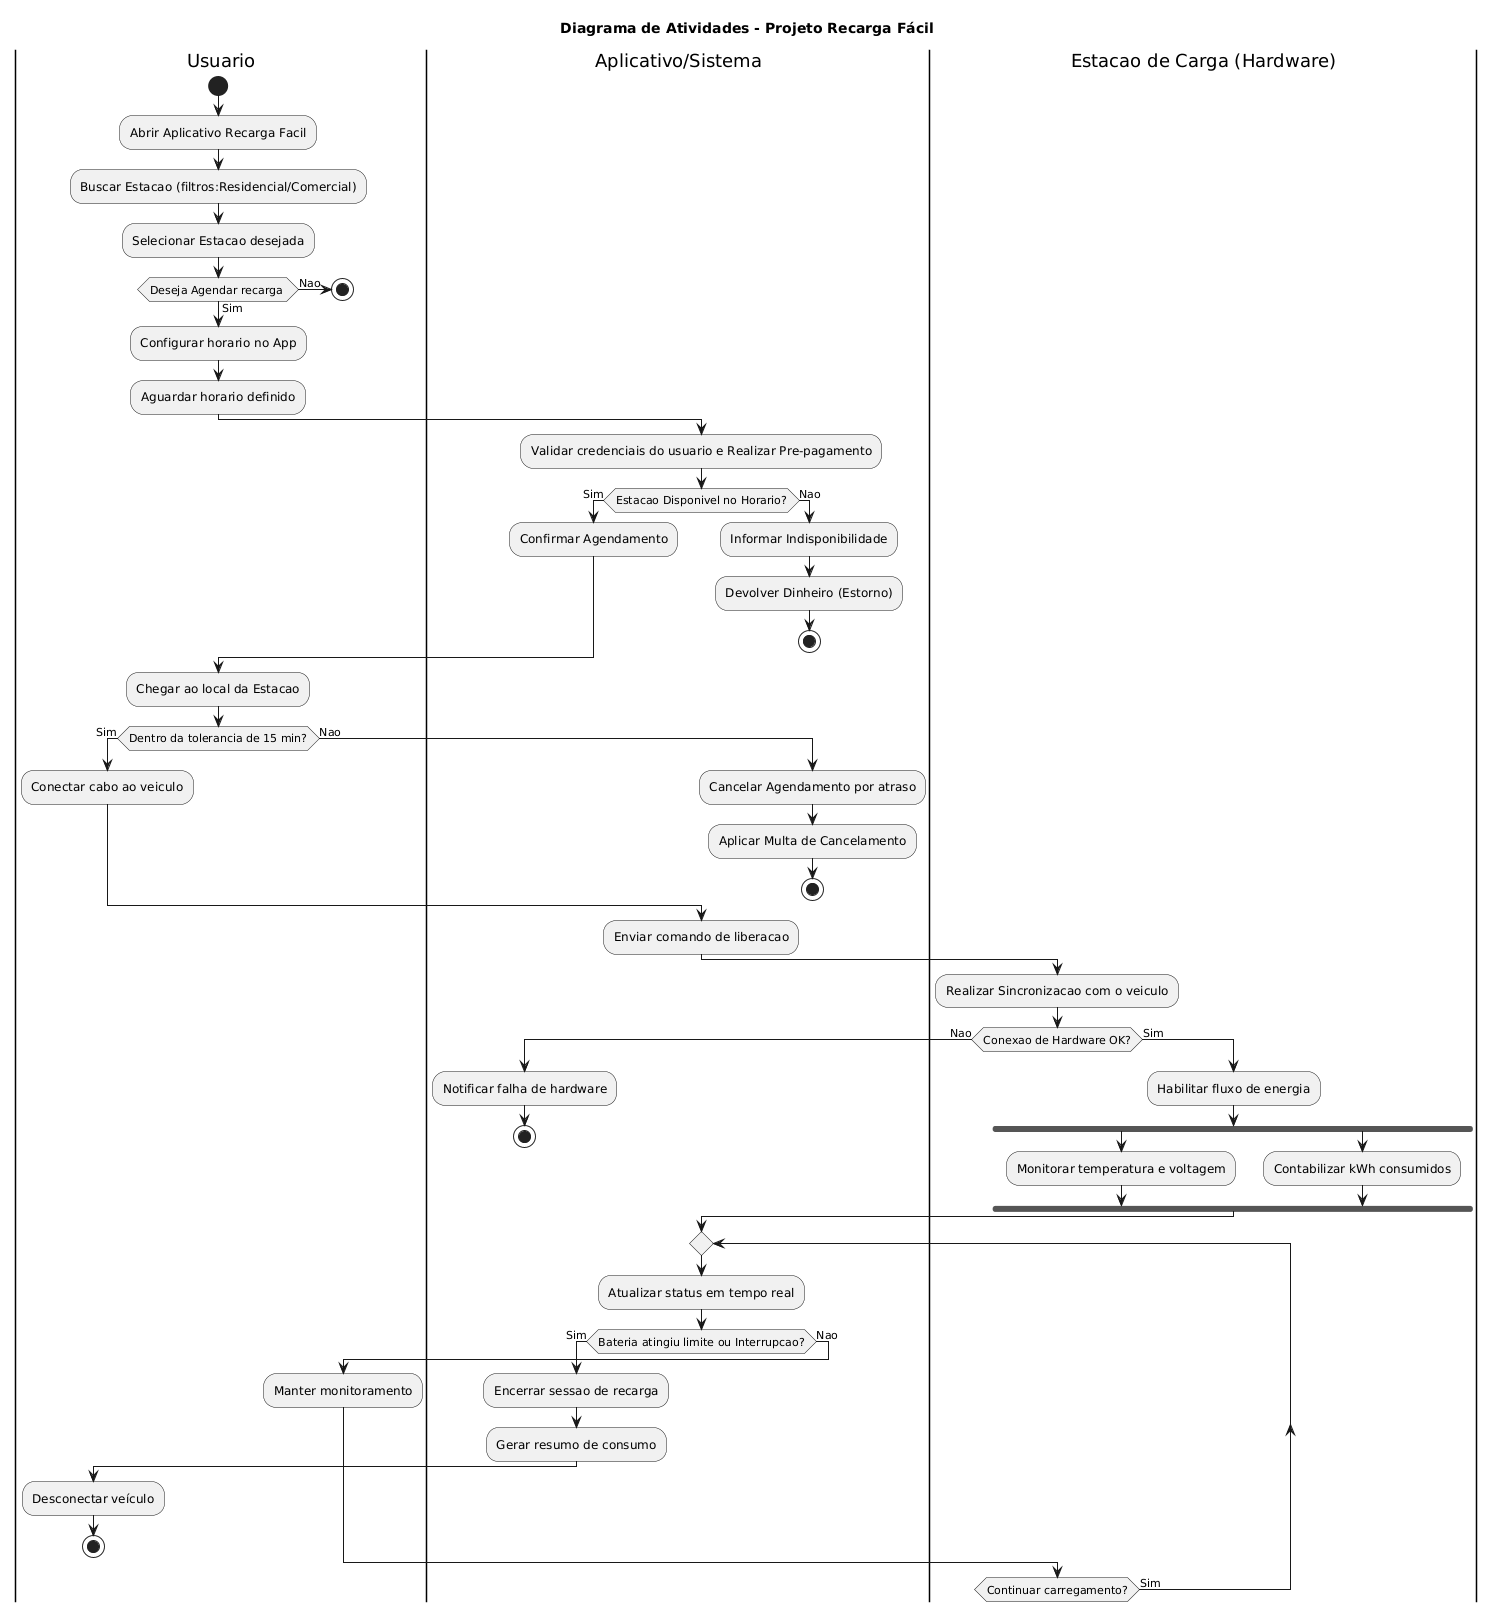 Diagrama de Atividades - Projeto Recarga Fácil
Usuario
Aplicativo/Sistema
Estacao de Carga (Hardware)
Abrir Aplicativo Recarga Facil
Buscar Estacao (filtros:Residencial/Comercial)
Selecionar Estacao desejada
Deseja Agendar recarga
Nao
Sim
Configurar horario no App
Aguardar horario definido
Validar credenciais do usuario e Realizar Pre-pagamento
Sim
Estacao Disponivel no Horario?
Nao
Confirmar Agendamento
Informar Indisponibilidade
Devolver Dinheiro (Estorno)
Chegar ao local da Estacao
Sim
Dentro da tolerancia de 15 min?
Nao
Conectar cabo ao veiculo
Cancelar Agendamento por atraso
Aplicar Multa de Cancelamento
Enviar comando de liberacao
Realizar Sincronizacao com o veiculo
Nao
Conexao de Hardware OK?
Sim
Notificar falha de hardware
Habilitar fluxo de energia
Monitorar temperatura e voltagem
Contabilizar kWh consumidos
Atualizar status em tempo real
Sim
Bateria atingiu limite ou Interrupcao?
Nao
Manter monitoramento
Encerrar sessao de recarga
Gerar resumo de consumo
Desconectar veículo
Continuar carregamento?
Sim